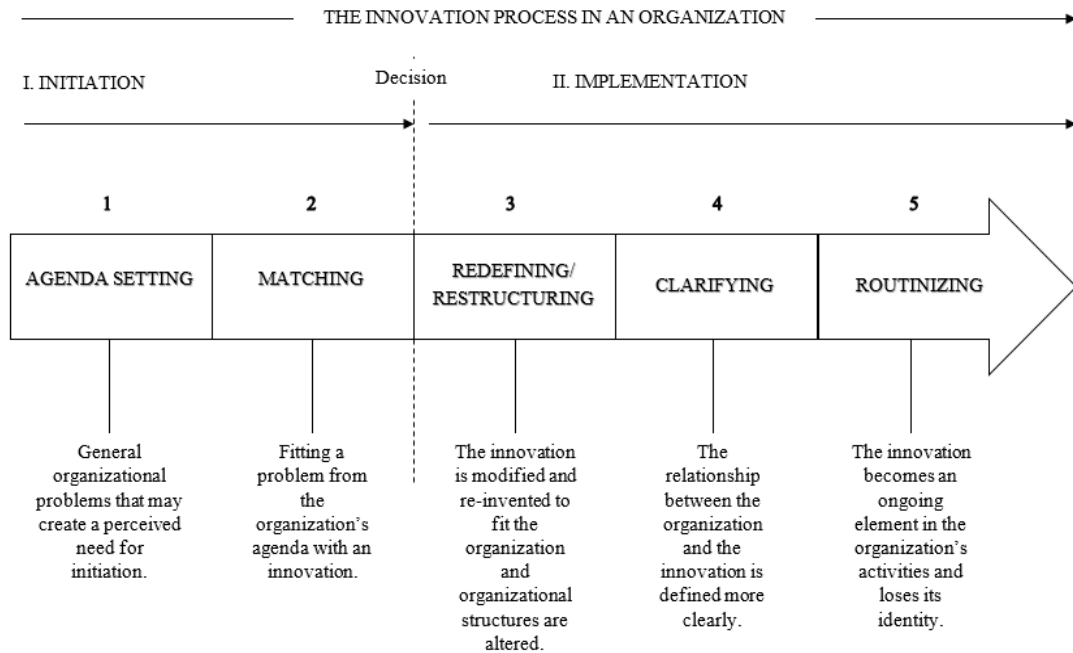 THE INNOVATION PROCESS IN AN ORGANIZATION
I. INITIATION
Decision
II. IMPLEMENTATION
1
2
3
4
5
AGENDA SETTING
MATCHING
REDEFINING/
RESTRUCTURING
CLARIFYING
ROUTINIZING
General
organizational
problems that may
create a perceived
need for
initiation.
Fitting a
problem from
the
organization’s
agenda with an
innovation.
The innovation
is modified and
re-invented to
fit the
organization
and
organizational
structures are
altered.
The
relationship
between the
organization
and the
innovation is
defined more
clearly.
The innovation
becomes an
ongoing
element in the
organization’s
activities and
loses its
identity.